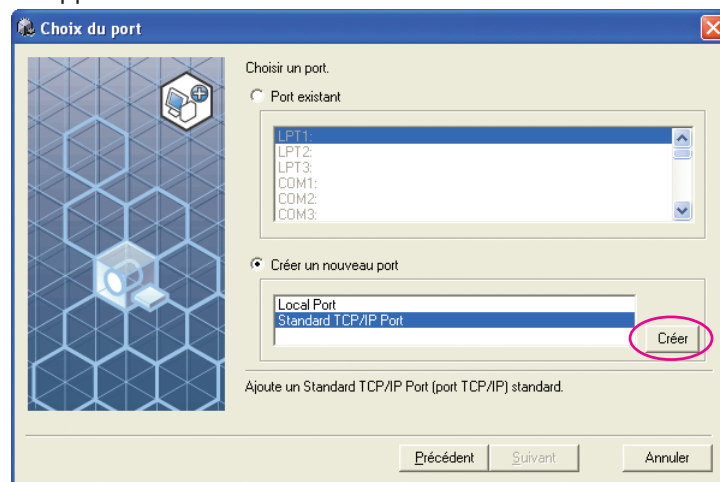 Choix du port
Choisir un port.
Port existant
LPT1:
LPT2:
LPT3:
COM1:
COM2:
COM3:
Créer un nouveau port
Local Port
Standard TCP/IP Port
Créer
Ajoute un Standard TCP/IP Port (port TCP/IP) standard.
Précédent
Suivant
Annuler